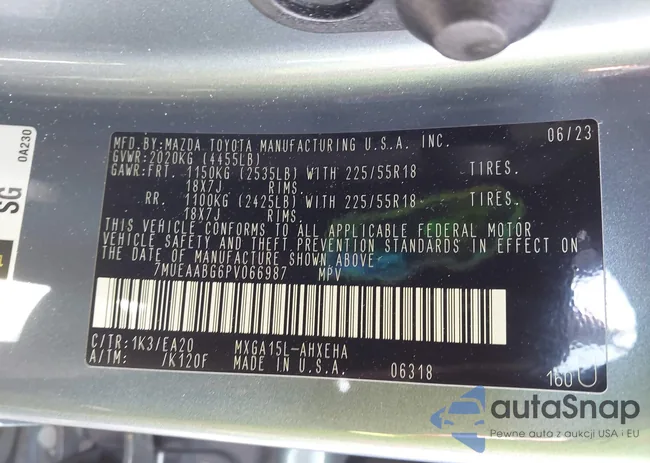 MFD.BY:MAZDA TOYOTA MANUFACTURING U.S.A. INC. 06/23
GVWR:2020KG (4455LB)
GAWR:FRT. 1150KG (2535LB) WITH 225/55R18 TIRES.
18X7J RIMS.
RR. 1100KG (2425LB) WITH 225/55R18 TIRES.
18X7J RIMS.
THIS VEHICLE CONFORMS TO ALL APPLICABLE FEDERAL MOTOR
VEHICLE SAFETY AND THEFT PREVENTION STANDARDS IN EFFECT ON
THE DATE OF MANUFACTURE SHOWN ABOVE.
7MUEAABG6PV066987 MPV
C/TR:1K3/EA20 MXGA15L-AHXEHA
A/TM: /K120F MADE IN U.S.A. 06318 160
0A230
SG
autaSnap
Pewne auto z aukcji USA i EU